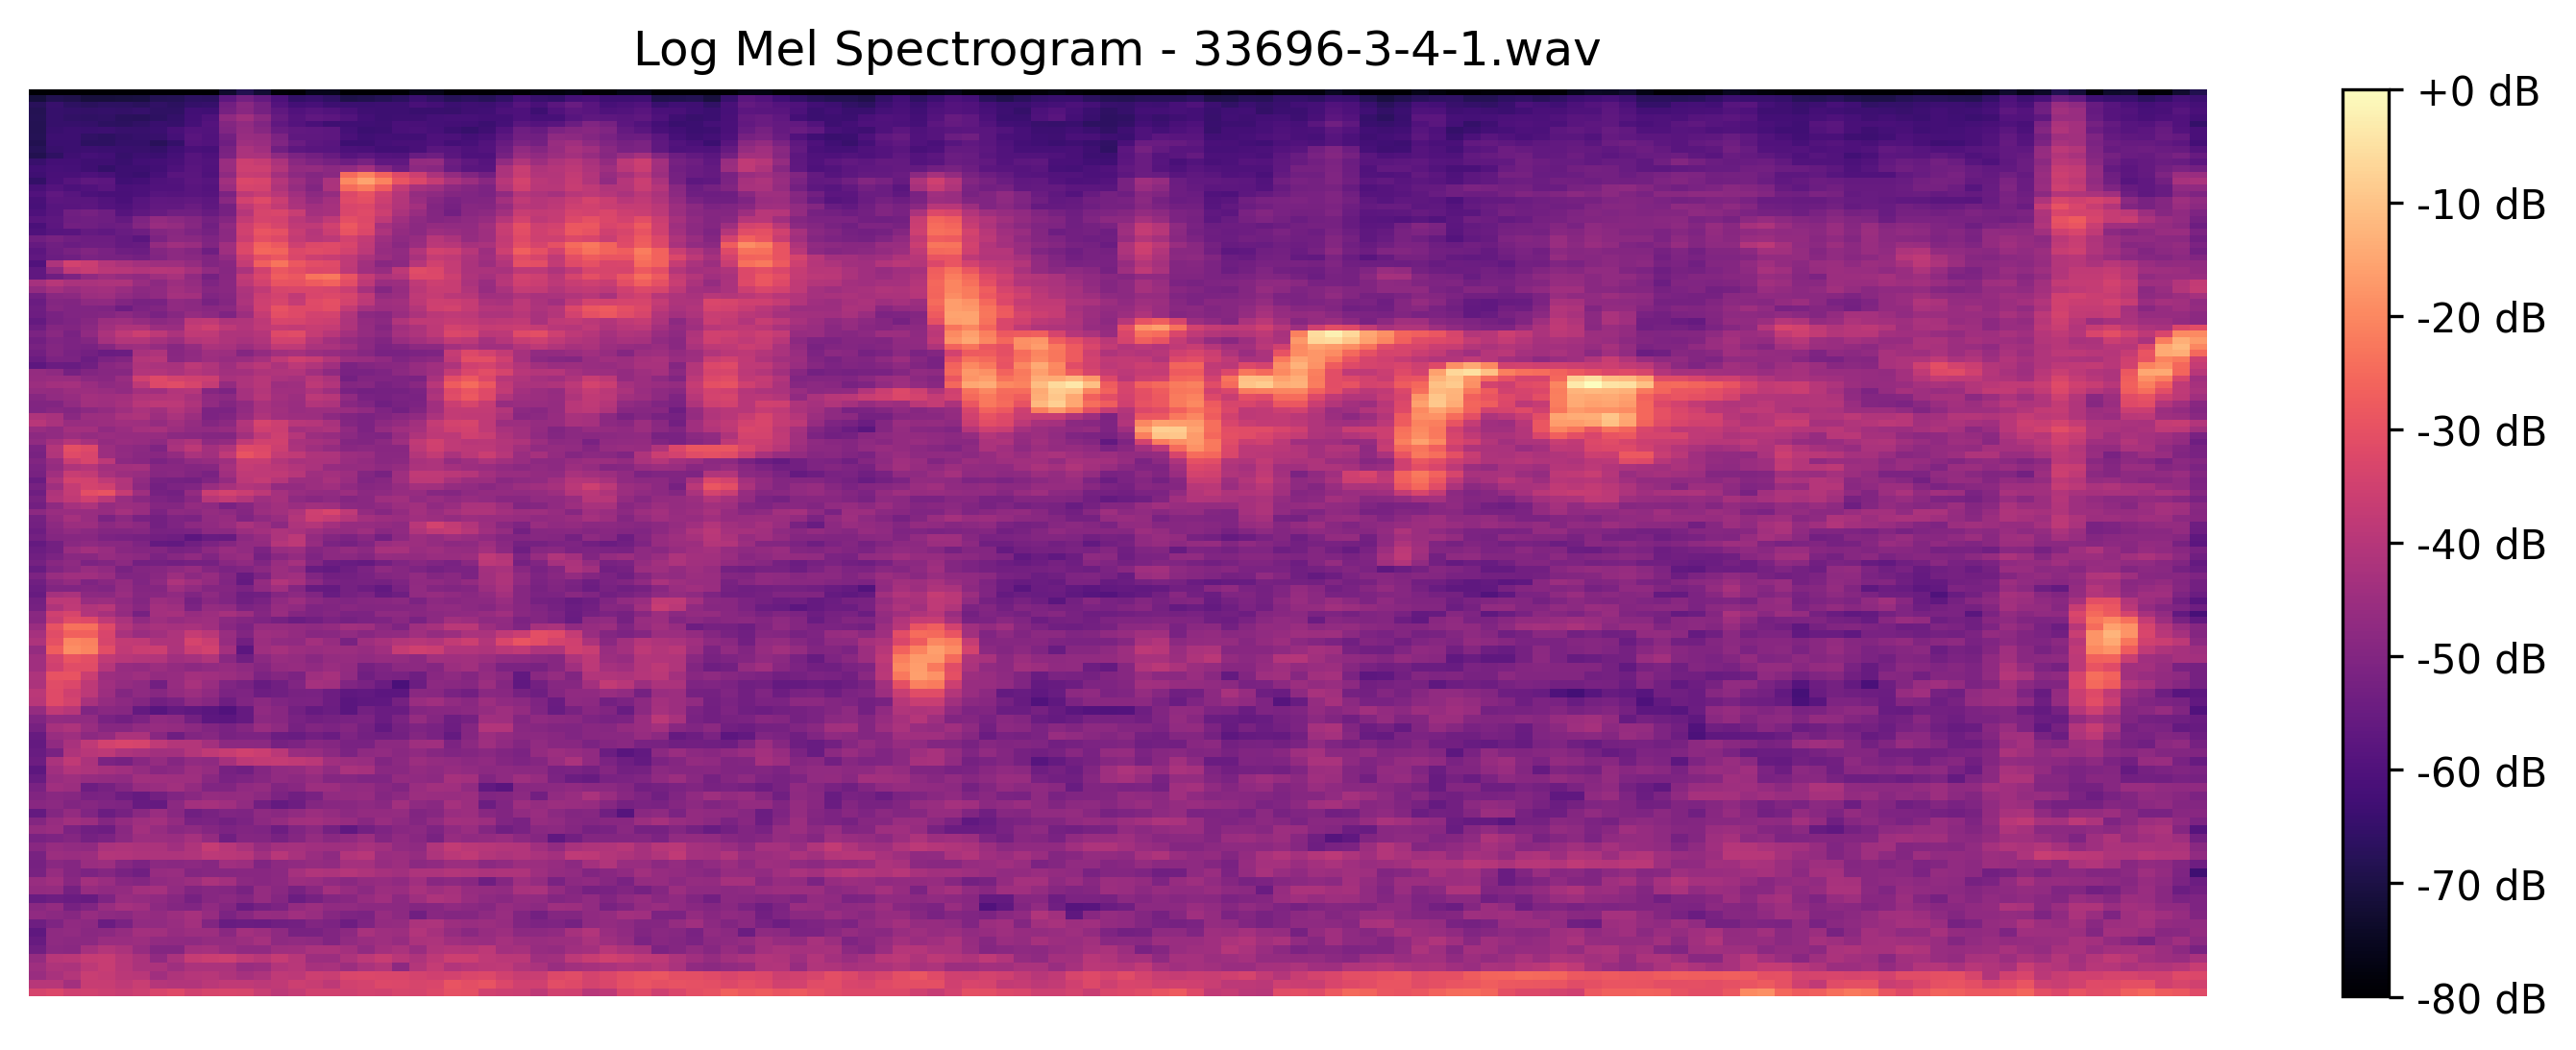 Log Mel Spectrogram - 33696-3-4-1.wav
+0 dB
-10 dB
-20 dB
-30 dB
-40 dB
-50 dB
-60 dB
-70 dB
-80 dB